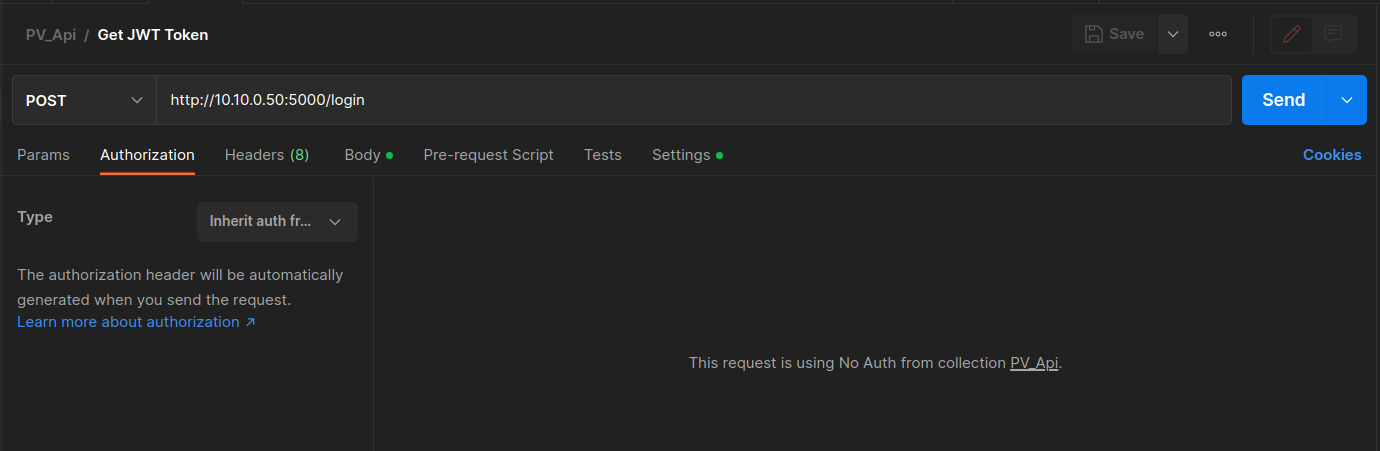 PV_Api / Get JWT Token
Save
POST
http://10.10.0.50:5000/login
Send
Params Authorization Headers (8) Body Pre-request Script Tests Settings Cookies
Type
Inherit auth fr...
The authorization header will be automatically
generated when you send the request.
Learn more about authorization ↗
This request is using No Auth from collection PV_Api.